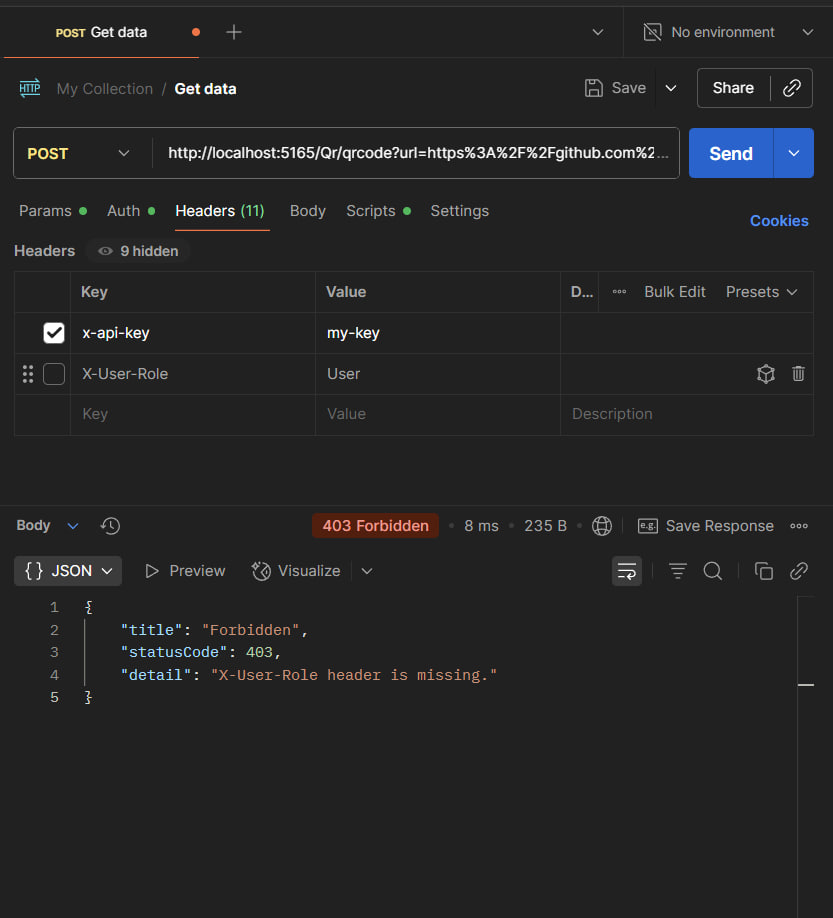 POST Get data
No environment
HTTP My Collection / Get data Save Share
POST http://localhost:5165/Qr/qrcode?url=https%3A%2F%2Fgithub.com%2... Send
Params Auth Headers (11) Body Scripts Settings Cookies
Headers 9 hidden
Key Value D... Bulk Edit Presets
x-api-key my-key
X-User-Role User
Key Value Description
Body 403 Forbidden 8 ms 235 B e.g. Save Response
{} JSON Preview Visualize
1 {
2 "title": "Forbidden",
3 "statusCode": 403,
4 "detail": "X-User-Role header is missing."
5 }